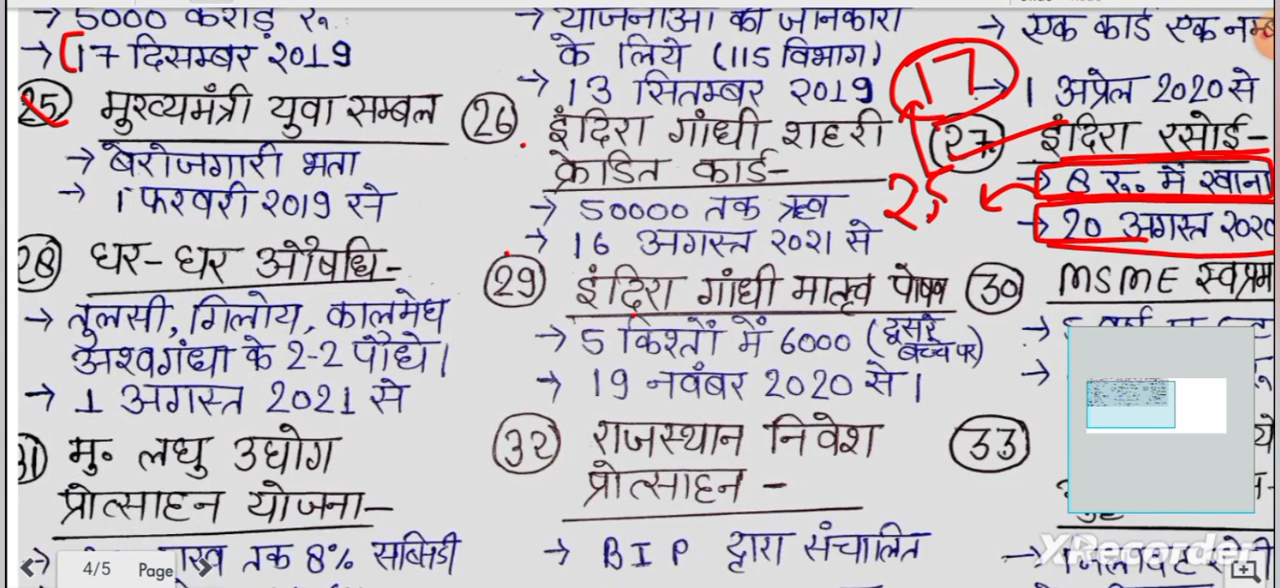 → 5000 करोड़ रु.
→ 17 दिसम्बर 2019
25 मुख्यमंत्री युवा सम्बल
→ बेरोजगारी भता
→ 1 फरवरी 2019 से
28 घर-घर औषधि-
→ तुलसी, गिलोय, कालमेघ
अश्वगंधा के 2-2 पौधे।
→ 1 अगस्त 2021 से
31 मु. लघु उद्योग
प्रोत्साहन योजना-
तक 8% सब्सिडी
→ योजनाओं की जानकारी
के लिये (115 विभाग)
→ 13 सितम्बर 2019
26 इंदिरा गांधी शहरी
क्रेडित कार्ड-
→ 50000 तक ऋण
→ 16 अगस्त 2021 से
29 इंदिरा गांधी मातृत्व पोषण
→ 5 किश्तों में 6000 (दूसरे बच्चे पर)
→ 19 नवंबर 2020 से।
32 राजस्थान निवेश
प्रोत्साहन -
→ BIP द्वारा संचालित
17
25
→ एक कार्ड एक नम्ब
→ 1 अप्रेल 2020 से
27 इंदिरा रसोई-
→ 8 रु. में खाना
→ 20 अगस्त 2020
30 MSME
33
4/5 Page
XRecorder